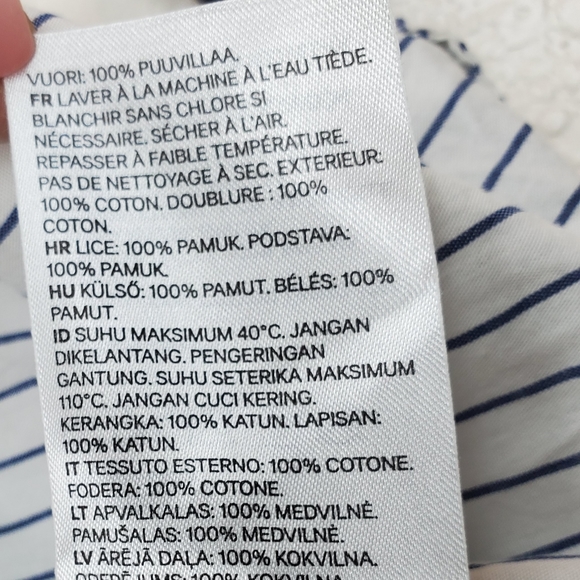 VUORI: 100% PUUVILLAA.
FR LAVER À LA MACHINE À L'EAU TIÈDE.
BLANCHIR SANS CHLORE SI
NÉCESSAIRE. SÉCHER À L'AIR.
REPASSER À FAIBLE TEMPÉRATURE.
PAS DE NETTOYAGE À SEC. EXTERIEUR:
100% COTON. DOUBLURE : 100%
COTON.
HR LICE: 100% PAMUK. PODSTAVA:
100% PAMUK.
HU KÜLSŐ: 100% PAMUT. BÉLÉS: 100%
PAMUT.
ID SUHU MAKSIMUM 40°C. JANGAN
DIKELANTANG. PENGERINGAN
GANTUNG. SUHU SETERIKA MAKSIMUM
110°C. JANGAN CUCI KERING.
KERANGKA: 100% KATUN. LAPISAN:
100% KATUN.
IT TESSUTO ESTERNO: 100% COTONE.
FODERA: 100% COTONE.
LT APVALKALAS: 100% MEDVILNĖ.
PAMUŠALAS: 100% MEDVILNĖ.
LV ĀRĒJĀ DAĻA: 100% KOKVILNA.
100% KOKVILNA